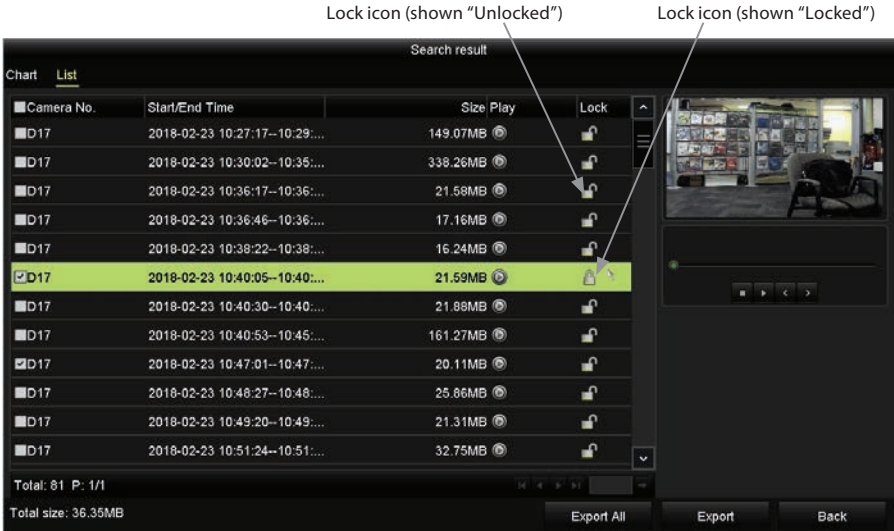 Lock icon (shown “Unlocked”) Lock icon (shown “Locked”)
Search result
Chart List
Camera No. Start/End Time Size Play Lock
D17 2018-02-23 10:27:17--10:29:... 149.07MB
D17 2018-02-23 10:30:02--10:35:... 338.26MB
D17 2018-02-23 10:36:17--10:36:... 21.58MB
D17 2018-02-23 10:36:46--10:36:... 17.16MB
D17 2018-02-23 10:38:22--10:38:... 16.24MB
D17 2018-02-23 10:40:05--10:40:... 21.59MB
D17 2018-02-23 10:40:30--10:40:... 21.88MB
D17 2018-02-23 10:40:53--10:45:... 161.27MB
D17 2018-02-23 10:47:01--10:47:... 20.11MB
D17 2018-02-23 10:48:27--10:48:... 25.86MB
D17 2018-02-23 10:49:20--10:49:... 21.31MB
D17 2018-02-23 10:51:24--10:51:... 32.75MB
Total: 81 P: 1/1
Total size: 36.35MB Export All Export Back